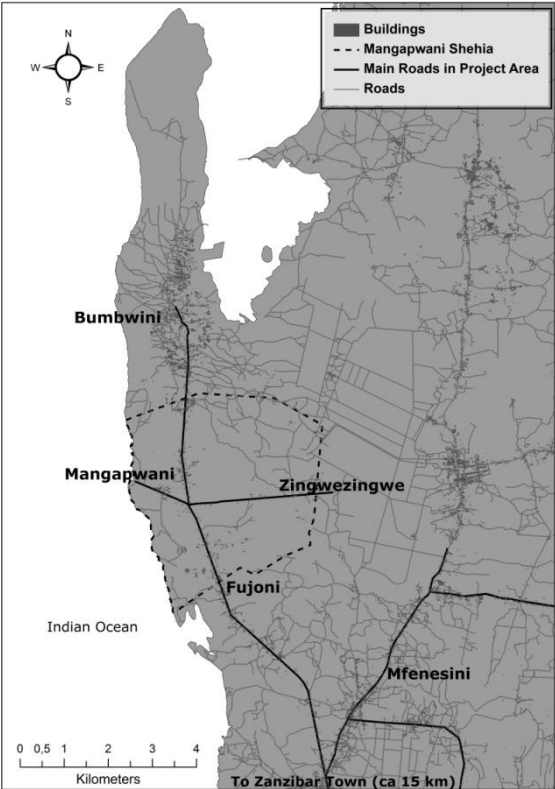 N
W E
S
Buildings
Mangapwani Shehia
Main Roads in Project Area
Roads
Bumbwini
Mangapwani
Zingwezingwe
Fujoni
Indian Ocean
Mfenesini
0 0,5 1 2 3 4
Kilometers
To Zanzibar Town (ca 15 km)